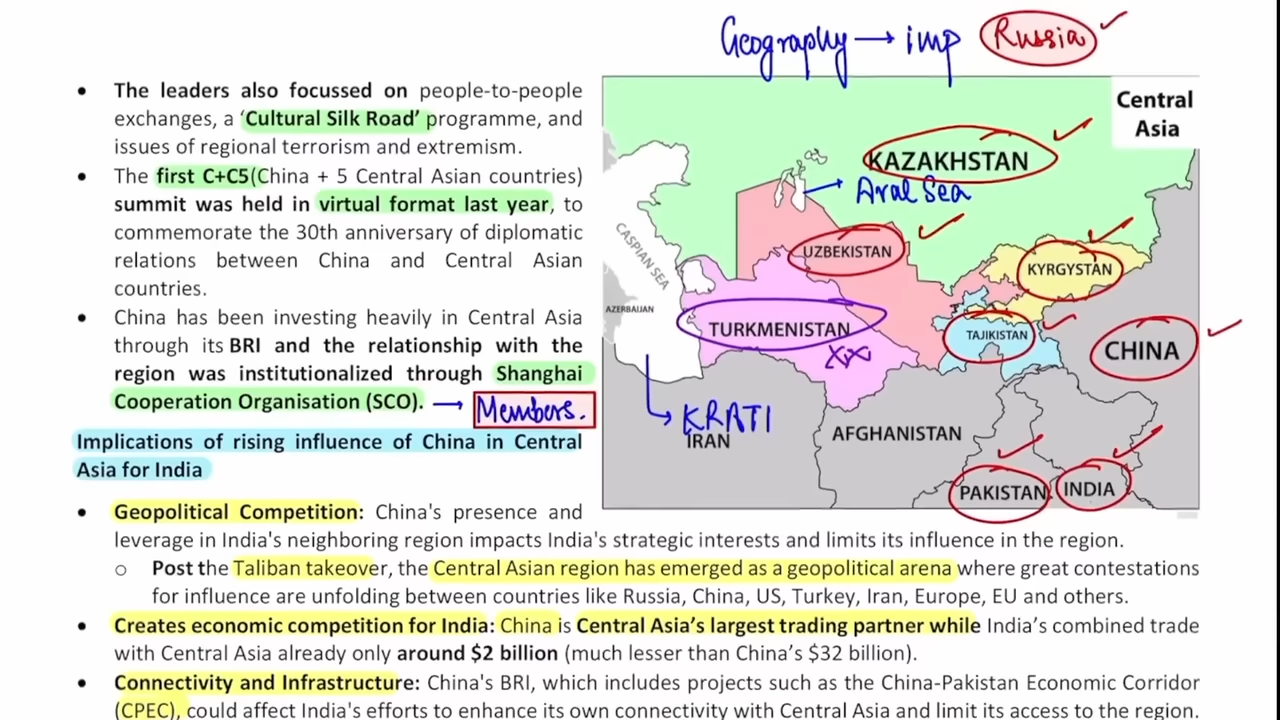 Geography → imp Russia ✓
• The leaders also focussed on people-to-people
exchanges, a ‘Cultural Silk Road’ programme, and
issues of regional terrorism and extremism.
• The first C+C5(China + 5 Central Asian countries)
summit was held in virtual format last year, to
commemorate the 30th anniversary of diplomatic
relations between China and Central Asian
countries.
• China has been investing heavily in Central Asia
through its BRI and the relationship with the
region was institutionalized through Shanghai
Cooperation Organisation (SCO). → Members.
Implications of rising influence of China in Central
Asia for India
Central
Asia
KAZAKHSTAN ✓
→ Aral Sea
UZBEKISTAN ✓
KYRGYSTAN ✓
CASPIAN SEA
AZERBAIJAN
TURKMENISTAN
XiX
TAJIKISTAN ✓
CHINA ✓
→ KRATI
IRAN
AFGHANISTAN
PAKISTAN ✓
INDIA ✓
• Geopolitical Competition: China's presence and
leverage in India's neighboring region impacts India's strategic interests and limits its influence in the region.
○ Post the Taliban takeover, the Central Asian region has emerged as a geopolitical arena where great contestations
for influence are unfolding between countries like Russia, China, US, Turkey, Iran, Europe, EU and others.
• Creates economic competition for India: China is Central Asia’s largest trading partner while India’s combined trade
with Central Asia already only around $2 billion (much lesser than China’s $32 billion).
• Connectivity and Infrastructure: China's BRI, which includes projects such as the China-Pakistan Economic Corridor
(CPEC), could affect India's efforts to enhance its own connectivity with Central Asia and limit its access to the region.